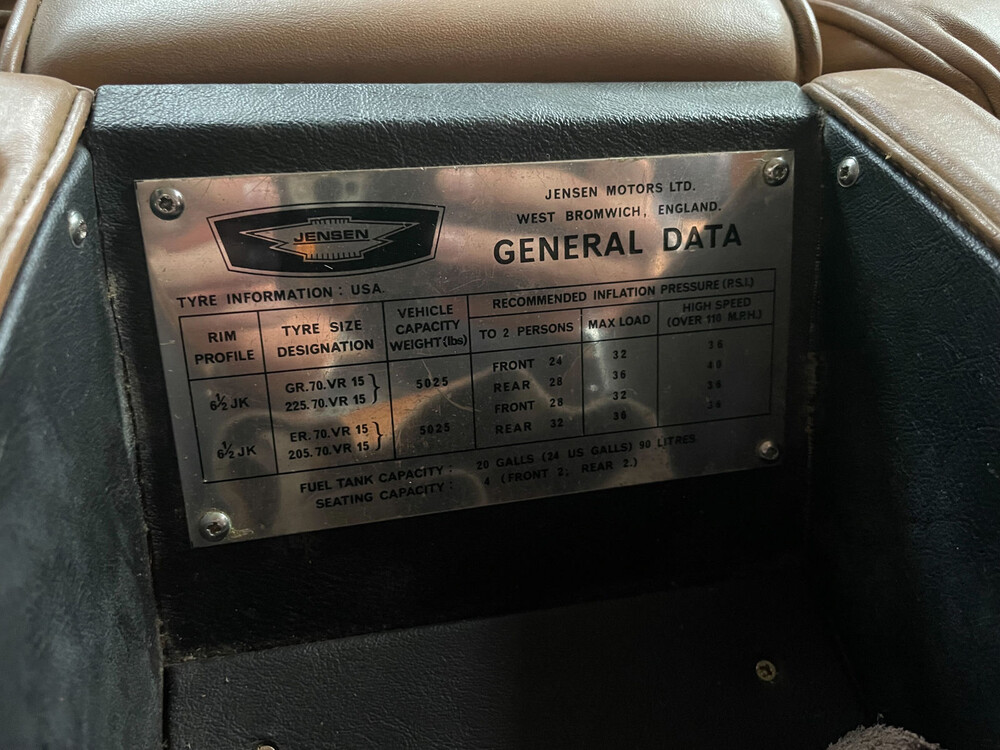 JENSEN
JENSEN MOTORS LTD.
WEST BROMWICH, ENGLAND.
GENERAL DATA
TYRE INFORMATION : USA.
RIM PROFILE
TYRE SIZE DESIGNATION
VEHICLE CAPACITY WEIGHT (lbs)
RECOMMENDED INFLATION PRESSURE (P.S.I.)
TO 2 PERSONS
MAX LOAD
HIGH SPEED (OVER 110 M.P.H.)
6½ JK
GR.70.VR 15
225.70.VR 15
5025
FRONT 24 32 36
REAR 28 36 40
6½ JK
ER.70.VR 15
205.70.VR 15
5025
FRONT 28 32 36
REAR 32 36 36
FUEL TANK CAPACITY : 20 GALLS (24 US GALLS) 90 LITRES
SEATING CAPACITY : 4 (FRONT 2; REAR 2.)